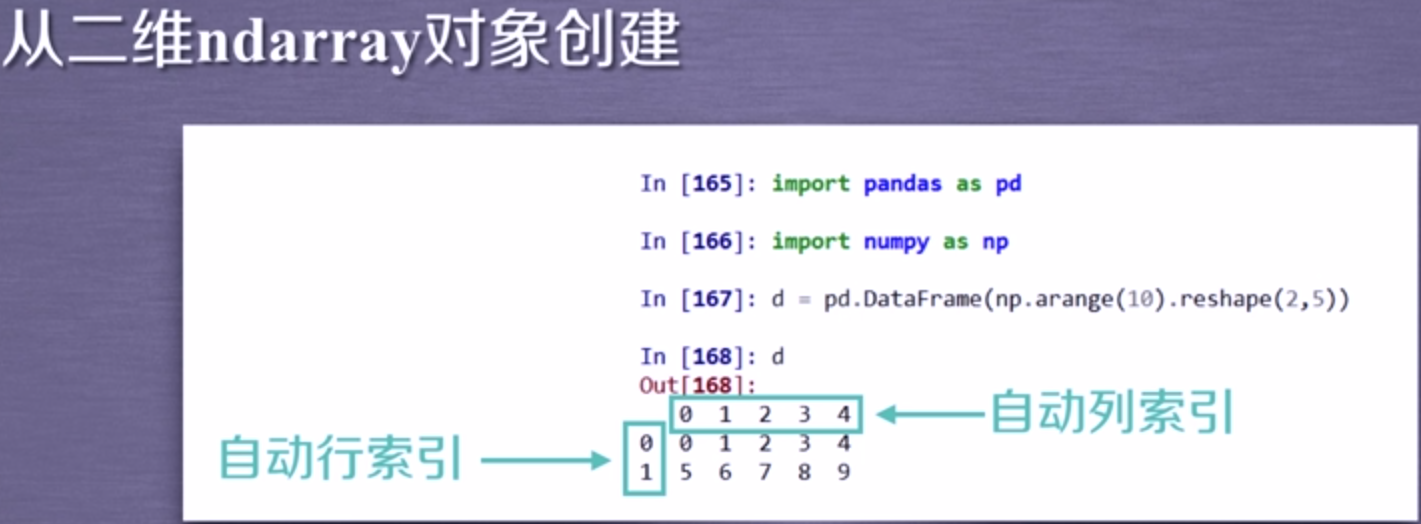 从二维ndarray对象创建
In [165]: import pandas as pd
In [166]: import numpy as np
In [167]: d = pd.DataFrame(np.arange(10).reshape(2,5))
In [168]: d
Out[168]:
0 1 2 3 4
自动列索引
0 0 1 2 3 4
自动行索引
1 5 6 7 8 9